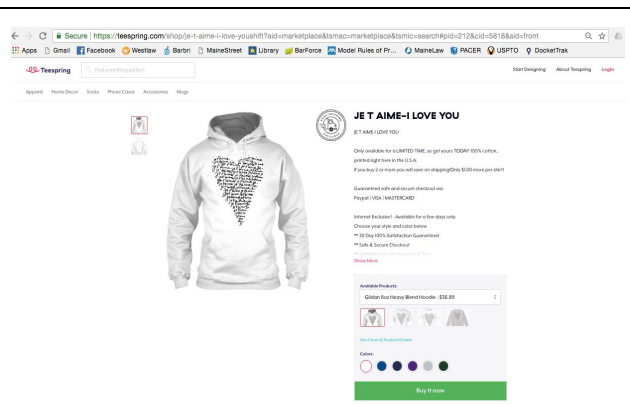 Secure | https://teespring.com/shop/je-t-aime-i-love-youshift?aid=marketplace&tsmac=marketplace&tsmic=search#pid=212&cid=5818&sid=front
Apps Gmail Facebook Westlaw Barbri MaineStreet Library BarForce Model Rules of Pr... MaineLaw PACER USPTO DocketTrak
Teespring Find something perfect Start Designing About Teespring Login
Apparel Home Decor Socks Phone Cases Accessories Mugs
JE T AIME-I LOVE YOU
JE T AIME-I LOVE YOU
Only available for a LIMITED TIME, so get yours TODAY! 100% cotton,
printed right here in the U.S.A.
If you buy 2 or more you will save on shipping!Only $1.00 more per shirt!
Guaranteed safe and secure checkout via:
Paypal | VISA | MASTERCARD
Internet Exclusive! - Available for a few days only
Choose your style and color below
** 30 Day 100% Satisfaction Guaranteed
** Safe & Secure Checkout
Show More
Available Products:
Gildan 8oz Heavy Blend Hoodie - $36.99
Size Chart & Product Details
Colors:
Buy it now